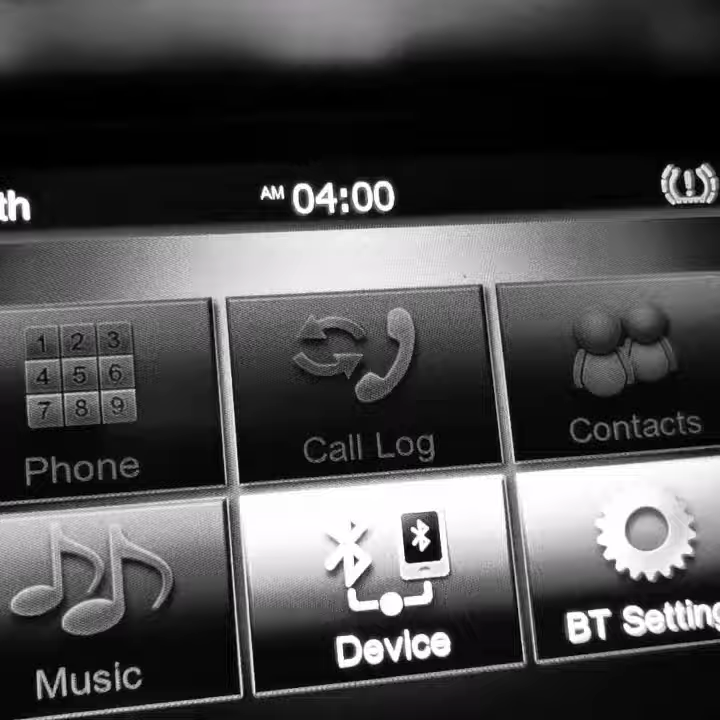 th
AM 04:00
1 2 3
4 5 6
7 8 9
Phone
Call Log
Contacts
Music
Device
BT Setting